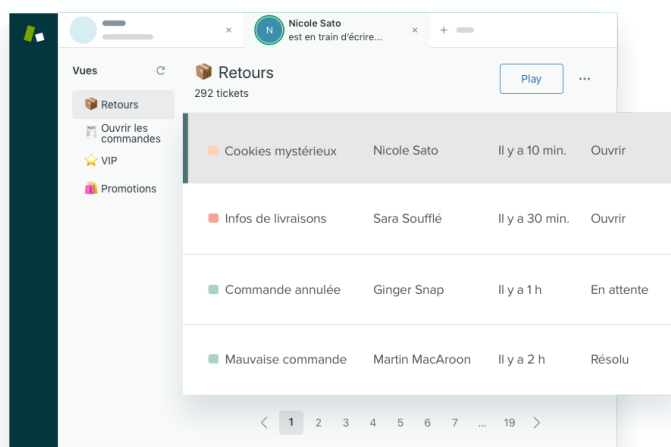 Nicole Sato
N
est en train d'écrire...
Vues
📦 Retours
292 tickets
Play
...
📦 Retours
Ouvrir les
commandes
⭐ VIP
🛍️ Promotions
Cookies mystérieux Nicole Sato Il y a 10 min. Ouvrir
Infos de livraisons Sara Soufflé Il y a 30 min. Ouvrir
Commande annulée Ginger Snap Il y a 1 h En attente
Mauvaise commande Martin MacAroon Il y a 2 h Résolu
< 1 2 3 4 5 6 7 ... 19 >